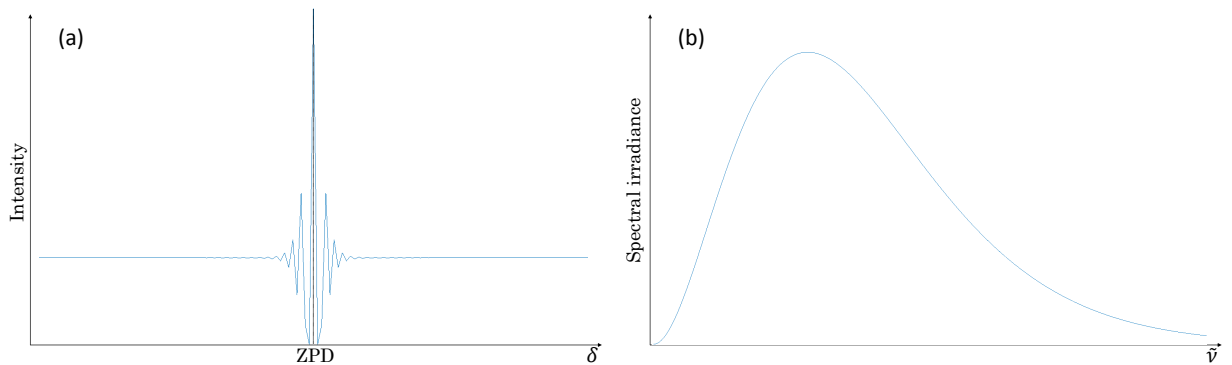 (a)
Intensity
ZPD
δ
(b)
Spectral irradiance
ṽ